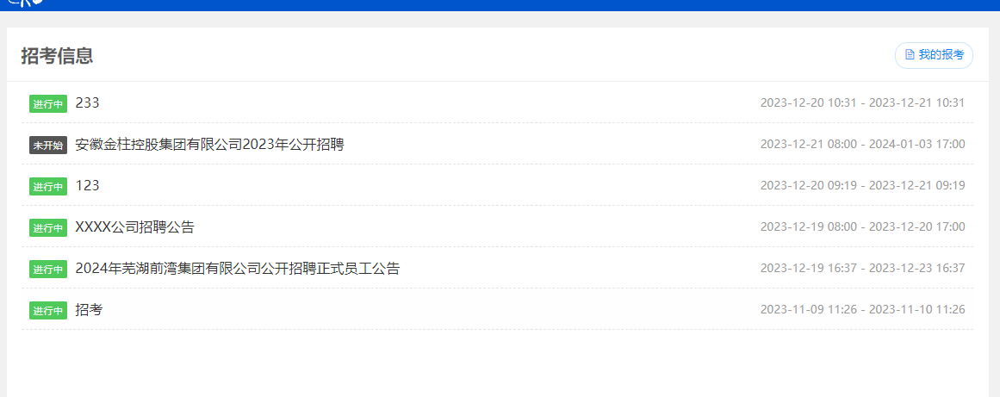 招考信息 我的报考
进行中 233 2023-12-20 10:31 - 2023-12-21 10:31
未开始 安徽金柱控股集团有限公司2023年公开招聘 2023-12-21 08:00 - 2024-01-03 17:00
进行中 123 2023-12-20 09:19 - 2023-12-21 09:19
进行中 XXXX公司招聘公告 2023-12-19 08:00 - 2023-12-20 17:00
进行中 2024年芜湖前湾集团有限公司公开招聘正式员工公告 2023-12-19 16:37 - 2023-12-23 16:37
进行中 招考 2023-11-09 11:26 - 2023-11-10 11:26